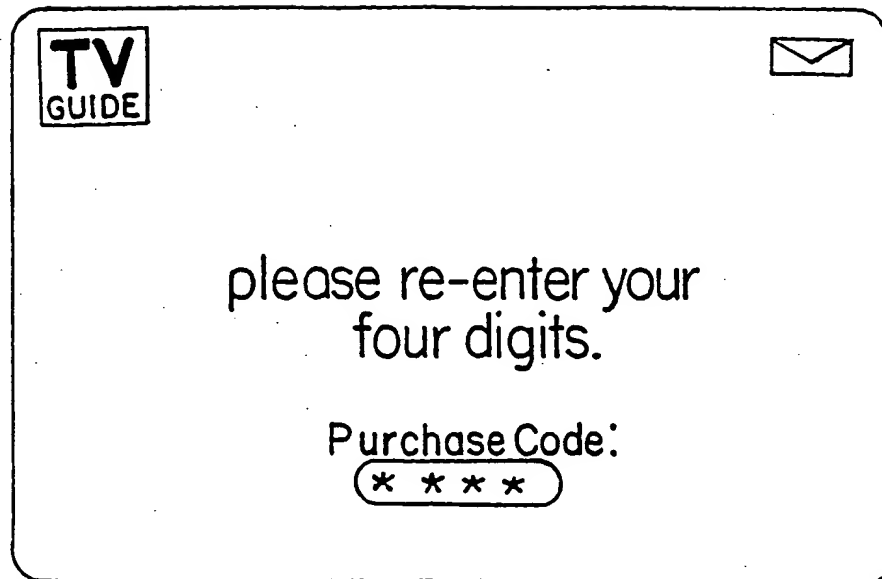 TV
GUIDE
please re-enter your
four digits.
Purchase Code:
* * * *